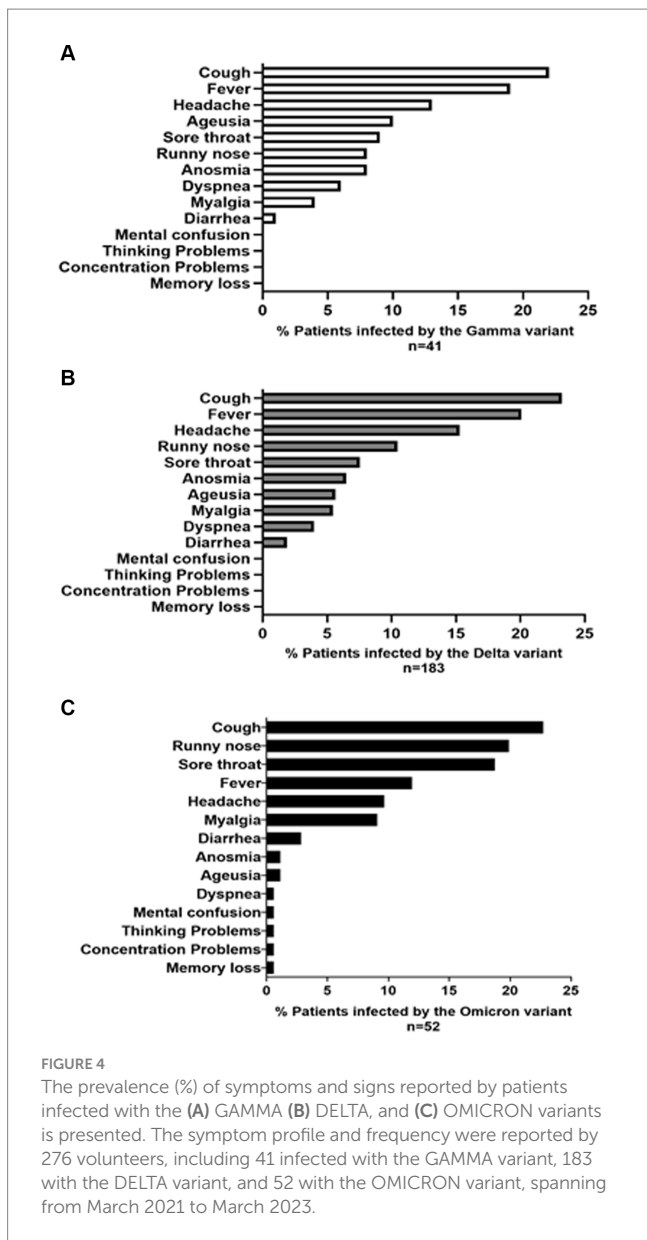 A
Cough
Fever
Headache
Ageusia
Sore throat
Runny nose
Anosmia
Dyspnea
Myalgia
Diarrhea
Mental confusion
Thinking Problems
Concentration Problems
Memory loss
0 5 10 15 20 25
% Patients infected by the Gamma variant
n=41
B
Cough
Fever
Headache
Runny nose
Sore throat
Anosmia
Ageusia
Myalgia
Dyspnea
Diarrhea
Mental confusion
Thinking Problems
Concentration Problems
Memory loss
0 5 10 15 20 25
% Patients infected by the Delta variant
n=183
C
Cough
Runny nose
Sore throat
Fever
Headache
Myalgia
Diarrhea
Anosmia
Ageusia
Dyspnea
Mental confusion
Thinking Problems
Concentration Problems
Memory loss
0 5 10 15 20 25
% Patients infected by the Omicron variant
n=52
FIGURE 4
The prevalence (%) of symptoms and signs reported by patients
infected with the (A) GAMMA (B) DELTA, and (C) OMICRON variants
is presented. The symptom profile and frequency were reported by
276 volunteers, including 41 infected with the GAMMA variant, 183
with the DELTA variant, and 52 with the OMICRON variant, spanning
from March 2021 to March 2023.